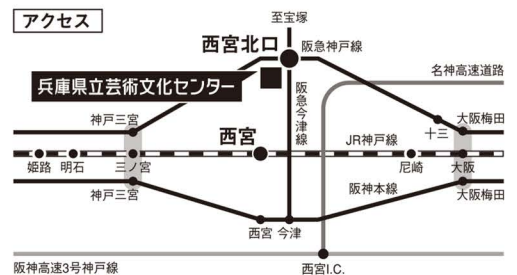 アクセス
至宝塚
西宮北口
阪急神戸線
名神高速道路
兵庫県立芸術文化センター
阪急今津線
神戸三宮
十三
大阪梅田
西宮
JR神戸線
姫路
明石
三ノ宮
尼崎
大阪
神戸三宮
阪神本線
大阪梅田
西宮
今津
阪神高速3号神戸線
西宮I.C.